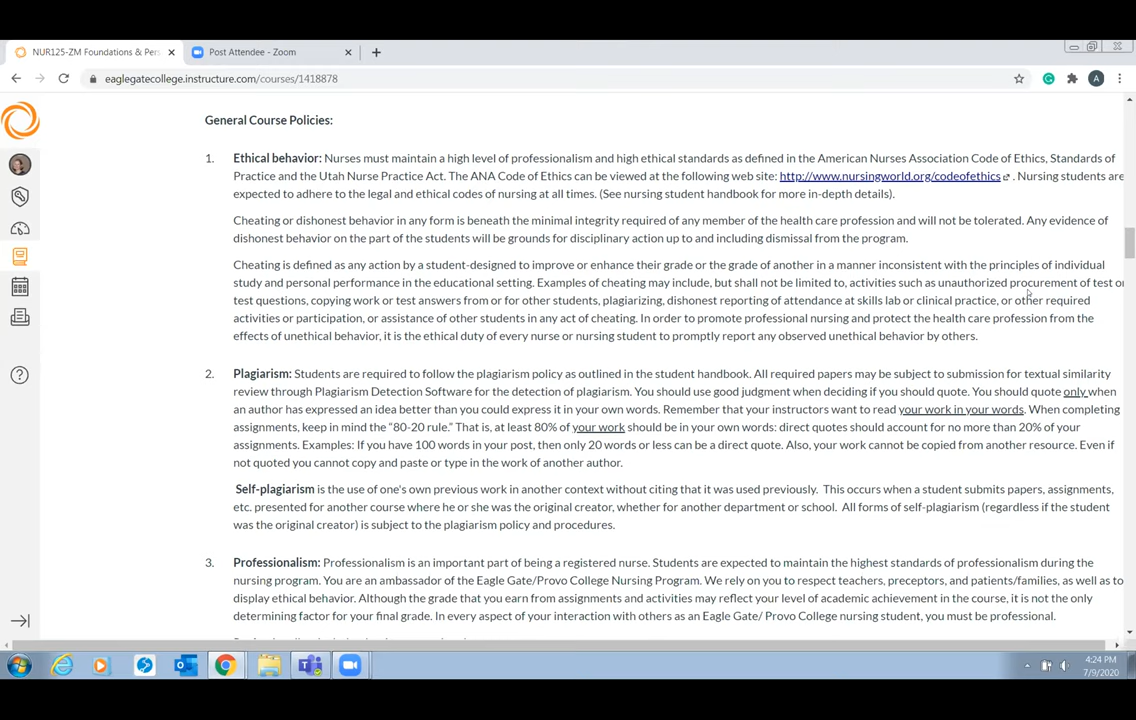 NUR125-ZM Foundations & Pers
Post Attendee - Zoom
eaglegatecollege.instructure.com/courses/1418878
A
General Course Policies:
1. Ethical behavior: Nurses must maintain a high level of professionalism and high ethical standards as defined in the American Nurses Association Code of Ethics, Standards of
Practice and the Utah Nurse Practice Act. The ANA Code of Ethics can be viewed at the following web site: http://www.nursingworld.org/codeofethics . Nursing students are
expected to adhere to the legal and ethical codes of nursing at all times. (See nursing student handbook for more in-depth details).
Cheating or dishonest behavior in any form is beneath the minimal integrity required of any member of the health care profession and will not be tolerated. Any evidence of
dishonest behavior on the part of the students will be grounds for disciplinary action up to and including dismissal from the program.
Cheating is defined as any action by a student-designed to improve or enhance their grade or the grade of another in a manner inconsistent with the principles of individual
study and personal performance in the educational setting. Examples of cheating may include, but shall not be limited to, activities such as unauthorized procurement of test or
test questions, copying work or test answers from or for other students, plagiarizing, dishonest reporting of attendance at skills lab or clinical practice, or other required
activities or participation, or assistance of other students in any act of cheating. In order to promote professional nursing and protect the health care profession from the
effects of unethical behavior, it is the ethical duty of every nurse or nursing student to promptly report any observed unethical behavior by others.
2. Plagiarism: Students are required to follow the plagiarism policy as outlined in the student handbook. All required papers may be subject to submission for textual similarity
review through Plagiarism Detection Software for the detection of plagiarism. You should use good judgment when deciding if you should quote. You should quote only when
an author has expressed an idea better than you could express it in your own words. Remember that your instructors want to read your work in your words. When completing
assignments, keep in mind the “80-20 rule.” That is, at least 80% of your work should be in your own words: direct quotes should account for no more than 20% of your
assignments. Examples: If you have 100 words in your post, then only 20 words or less can be a direct quote. Also, your work cannot be copied from another resource. Even if
not quoted you cannot copy and paste or type in the work of another author.
Self-plagiarism is the use of one's own previous work in another context without citing that it was used previously. This occurs when a student submits papers, assignments,
etc. presented for another course where he or she was the original creator, whether for another department or school. All forms of self-plagiarism (regardless if the student
was the original creator) is subject to the plagiarism policy and procedures.
3. Professionalism: Professionalism is an important part of being a registered nurse. Students are expected to maintain the highest standards of professionalism during the
nursing program. You are an ambassador of the Eagle Gate/Provo College Nursing Program. We rely on you to respect teachers, preceptors, and patients/families, as well as to
display ethical behavior. Although the grade that you earn from assignments and activities may reflect your level of academic achievement in the course, it is not the only
determining factor for your final grade. In every aspect of your interaction with others as an Eagle Gate/ Provo College nursing student, you must be professional.
4:24 PM
7/9/2020